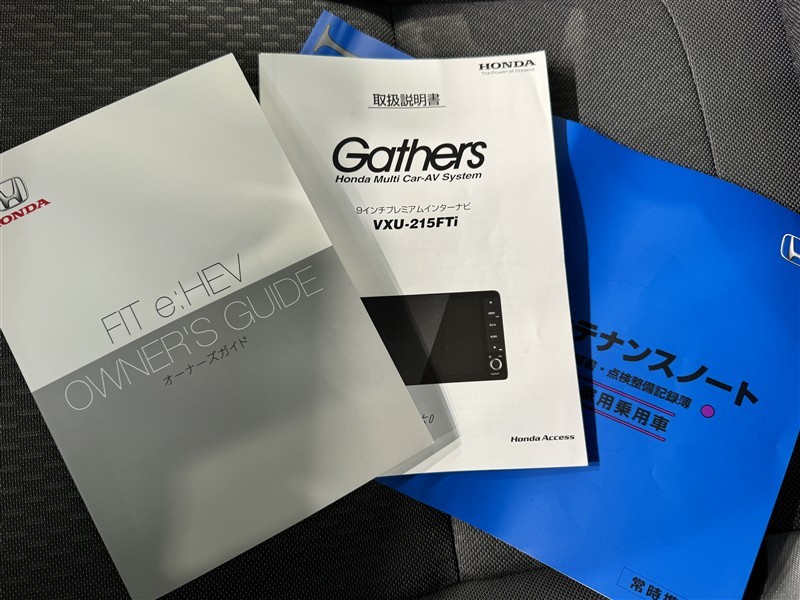 HONDA
FIT e:HEV
OWNER'S GUIDE
オーナーズガイド
HONDA
The Power of Dreams
取扱説明書
Gathers
Honda Multi Car-AV System
9インチプレミアムインターナビ
VXU-215FTi
Honda Access
テナンスノート
・点検整備記録簿
用乗用車
常時